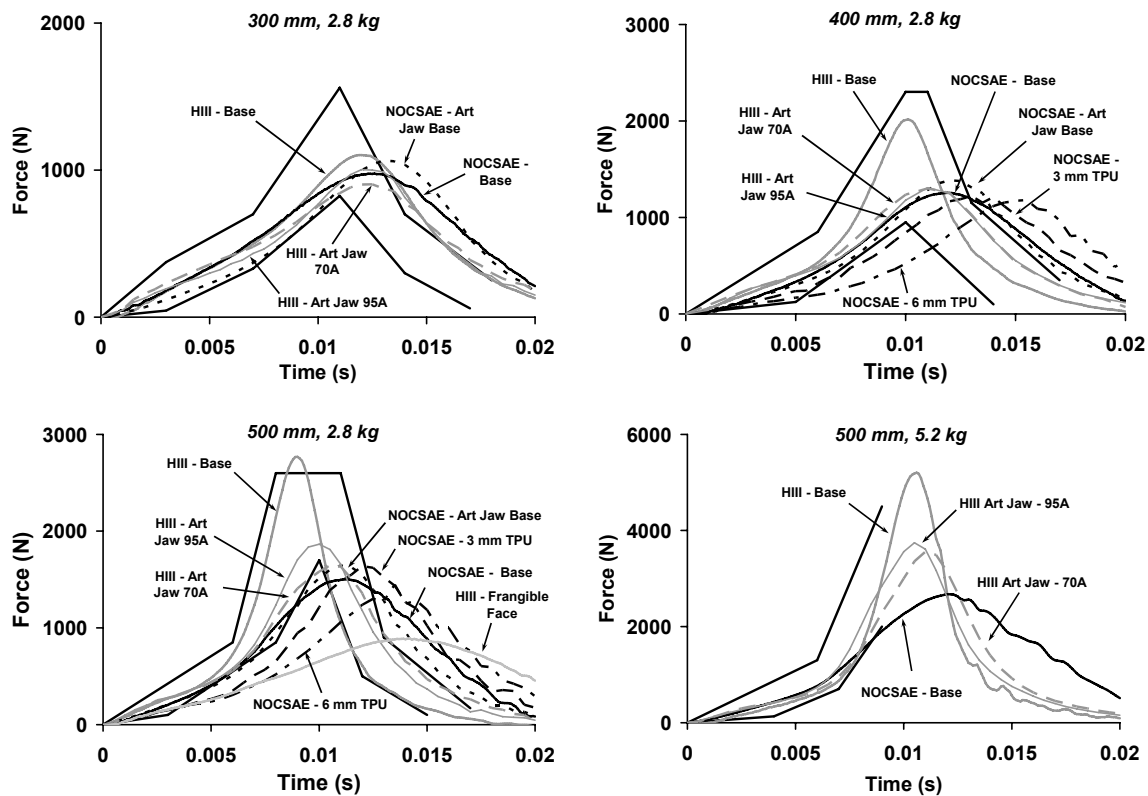 300 mm, 2.8 kg
2000
1000
0
Force (N)
HIII - Base
NOCSAE - Art
Jaw Base
NOCSAE -
Base
HIII - Art Jaw
70A
HIII - Art Jaw 95A
0
0.005
0.01
0.015
0.02
Time (s)
400 mm, 2.8 kg
3000
2000
1000
0
Force (N)
HIII - Base
NOCSAE - Base
HIII - Art
Jaw 70A
NOCSAE - Art
Jaw Base
NOCSAE -
3 mm TPU
HIII - Art
Jaw 95A
NOCSAE - 6 mm TPU
0
0.005
0.01
0.015
0.02
Time (s)
500 mm, 2.8 kg
3000
2000
1000
0
Force (N)
HIII - Base
HIII - Art
Jaw 95A
NOCSAE - Art Jaw Base
NOCSAE - 3 mm TPU
HIII - Art
Jaw 70A
NOCSAE - Base
HIII - Frangible
Face
NOCSAE - 6 mm TPU
0
0.005
0.01
0.015
0.02
Time (s)
500 mm, 5.2 kg
6000
4000
2000
0
Force (N)
HIII - Base
HIII Art Jaw - 95A
HIII Art Jaw - 70A
NOCSAE - Base
0
0.005
0.01
0.015
0.02
Time (s)